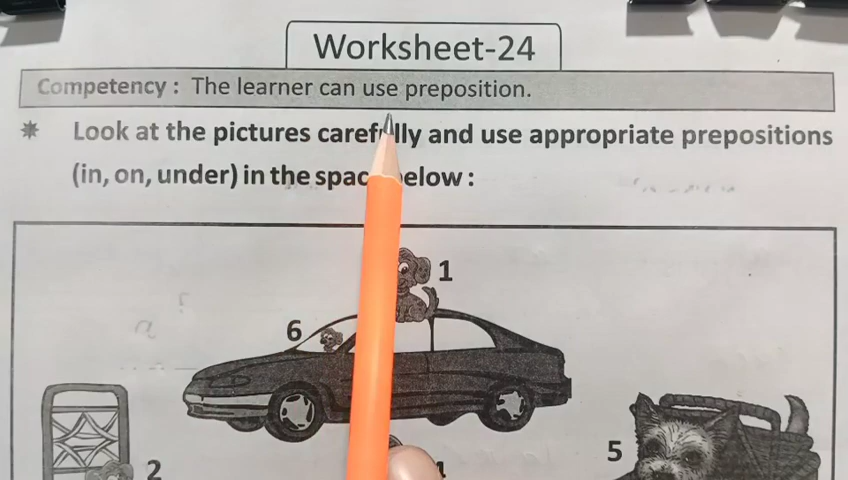 Worksheet-24
Competency : The learner can use preposition.
* Look at the pictures carefully and use appropriate prepositions
(in, on, under) in the space below :
1
6
5
2